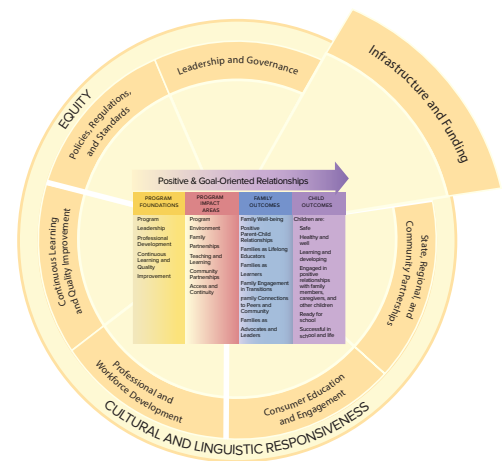 EQUITY
Policies, Regulations,
and Standards
Leadership and Governance
Infrastructure and Funding
State, Regional, and
Community Partnerships
Consumer Education
and Engagement
Professional and
Workforce Development
Continuous Learning
and Quality Improvement
CULTURAL AND LINGUISTIC RESPONSIVENESS
Positive & Goal-Oriented Relationships
PROGRAM
FOUNDATIONS
Program
Leadership
Professional
Development
Continuous
Learning and
Quality
Improvement
PROGRAM
IMPACT
AREAS
Program
Environment
Family
Partnerships
Teaching and
Learning
Community
Partnerships
Access and
Continuity
FAMILY
OUTCOMES
Family Well-being
Positive
Parent-Child
Relationships
Families as Lifelong
Educators
Families as
Learners
Family Engagement
in Transitions
family Connections
to Peers and
Community
Families as
Advocates and
Leaders
CHILD
OUTCOMES
Children are:
Safe
Healthy and
well
Learning and
developing
Engaged in
positive
relationships
with family
members,
caregivers, and
other children
Ready for
school
Successful in
school and life